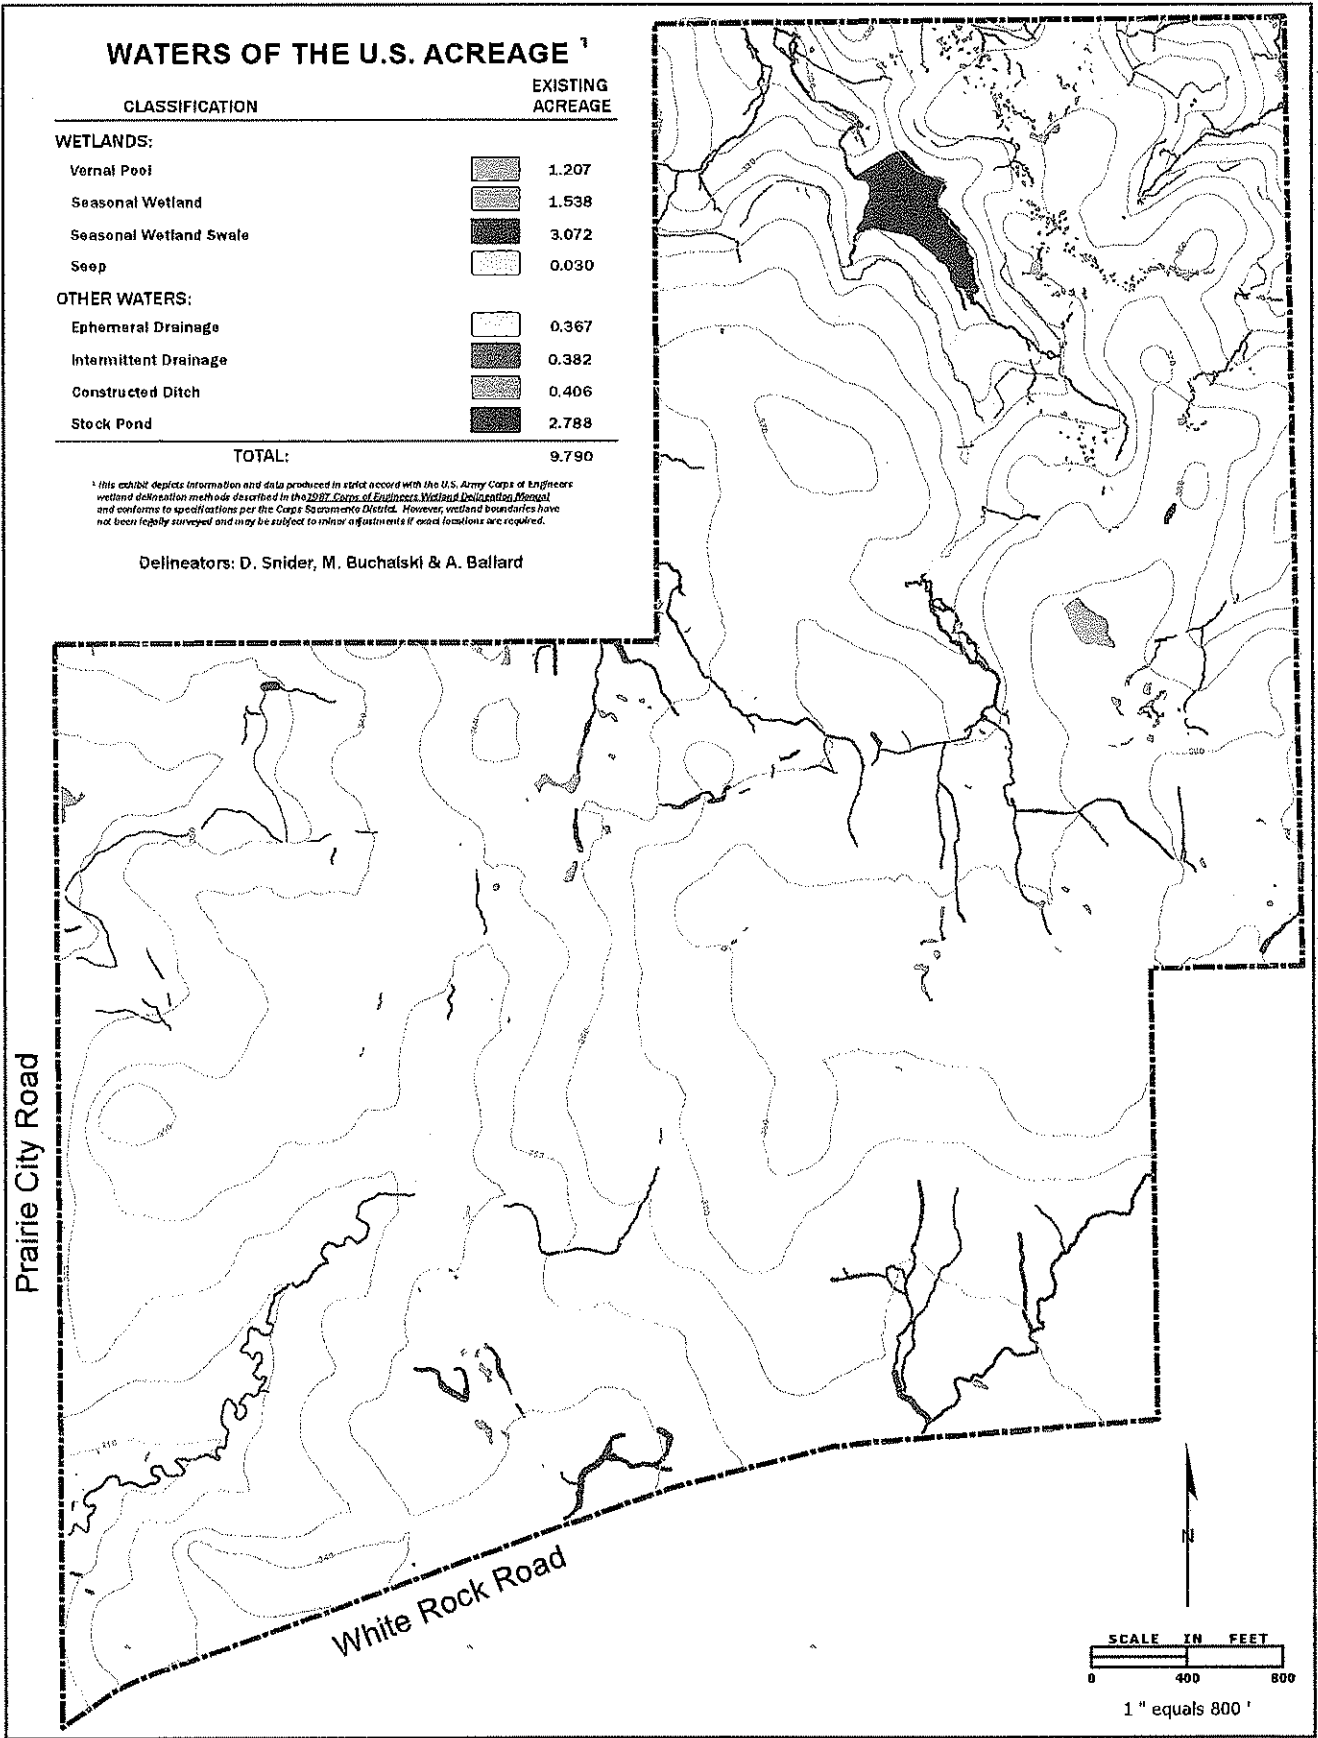 WATERS OF THE U.S. ACREAGE 1
CLASSIFICATION
EXISTING
ACREAGE
WETLANDS:
Vernal Pool 1.207
Seasonal Wetland 1.538
Seasonal Wetland Swale 3.072
Seep 0.030
OTHER WATERS:
Ephemeral Drainage 0.367
Intermittent Drainage 0.382
Constructed Ditch 0.406
Stock Pond 2.788
TOTAL: 9.790
1 this exhibit depicts information and data produced in strict accord with the U.S. Army Corps of Engineers
wetland delineation methods described in the 1987 Corps of Engineers Wetland Delineation Manual
and conforms to specifications per the Corps Sacramento District. However, wetland boundaries have
not been legally surveyed and may be subject to minor adjustments if exact locations are required.
Delineators: D. Snider, M. Buchalski & A. Ballard
Prairie City Road
White Rock Road
N
SCALE IN FEET
0 400 800
1 " equals 800 '